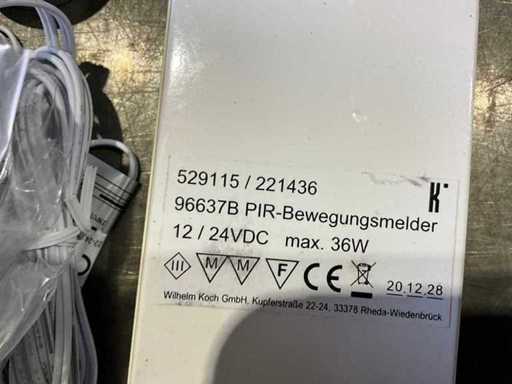 529115 / 221436
K
96637B PIR-Bewegungsmelder
12 / 24VDC max. 36W
III M M F CE 20.12.28
Wilhelm Koch GmbH. Kupferstraße 22-24, 33378 Rheda-Wiedenbrück